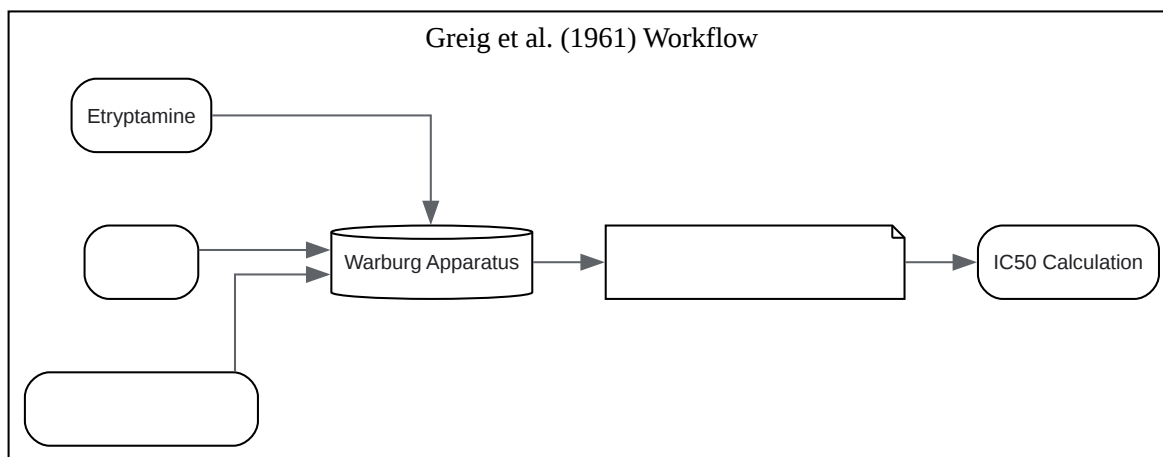 Greig et al. (1961) Workflow
Etryptamine
Warburg Apparatus
IC50 Calculation